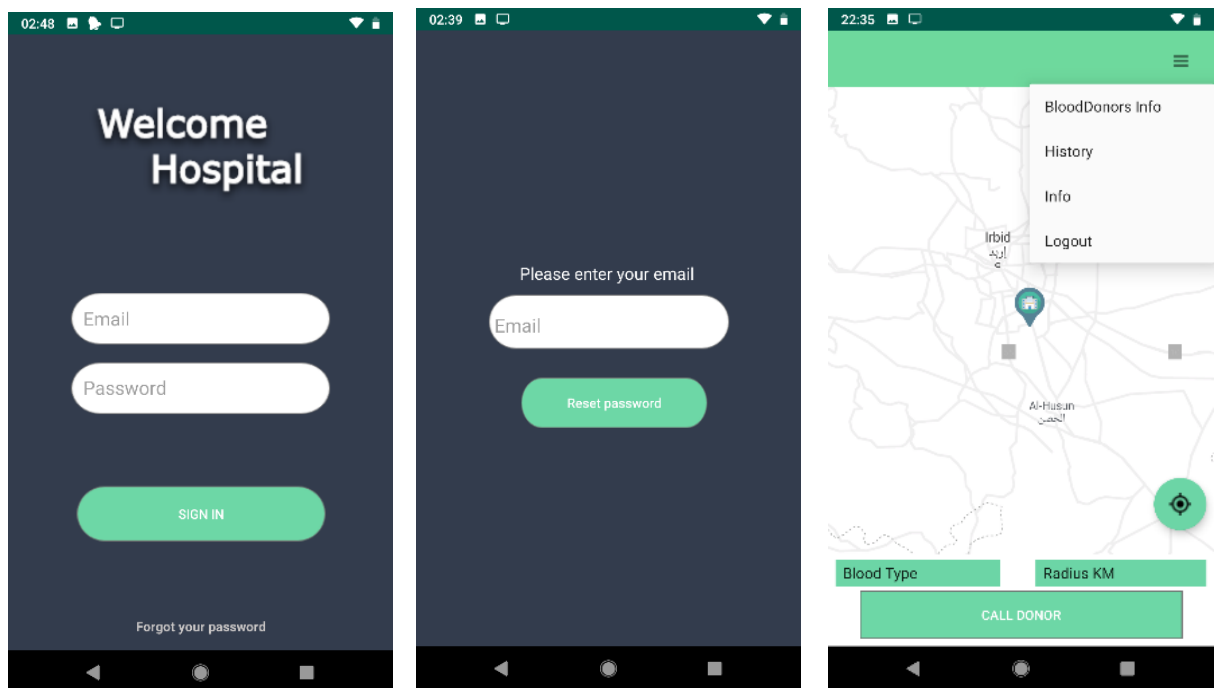 02:48
Welcome
Hospital
Email
Password
SIGN IN
Forgot your password
02:39
Please enter your email
Email
Reset password
22:35
BloodDonors Info
History
Info
Logout
Irbid
Al-Husun
الحصن
Blood Type
Radius KM
CALL DONOR